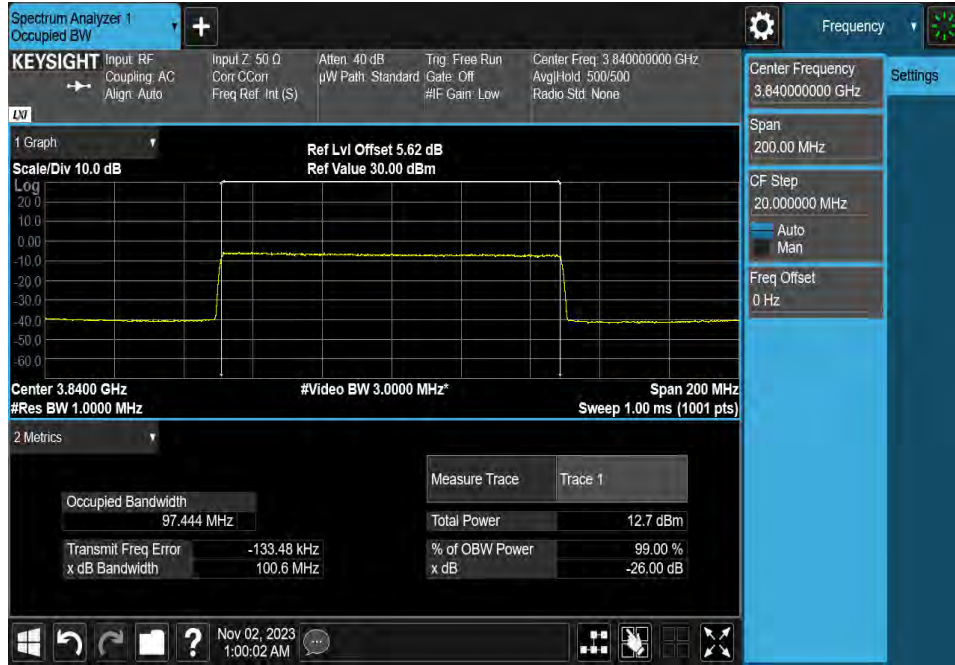 Spectrum Analyzer 1
Occupied BW
+
Frequency
KEYSIGHT
Input: RF
Coupling: AC
Align: Auto
Input Z: 50 Ω
Corr CCorr
Freq Ref: Int (S)
Atten: 40 dB
µW Path: Standard
Trig: Free Run
Gate: Off
#IF Gain: Low
Center Freq: 3.840000000 GHz
Avg|Hold: 500/500
Radio Std: None
LXI
Center Frequency
3.840000000 GHz
Settings
Span
200.00 MHz
CF Step
20.000000 MHz
Auto
Man
Freq Offset
0 Hz
1 Graph
Scale/Div 10.0 dB
Ref Lvl Offset 5.62 dB
Ref Value 30.00 dBm
Log
20.0
10.0
0.00
-10.0
-20.0
-30.0
-40.0
-50.0
-60.0
Center 3.8400 GHz
#Video BW 3.0000 MHz*
Span 200 MHz
#Res BW 1.0000 MHz
Sweep 1.00 ms (1001 pts)
2 Metrics
Measure Trace
Trace 1
Occupied Bandwidth
97.444 MHz
Total Power
12.7 dBm
Transmit Freq Error
-133.48 kHz
% of OBW Power
99.00 %
x dB Bandwidth
100.6 MHz
x dB
-26.00 dB
?
Nov 02, 2023
1:00:02 AM